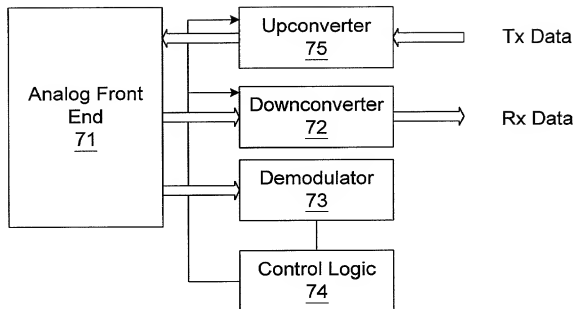 Analog Front
End
71
Upconverter
75
Tx Data
Downconverter
72
Rx Data
Demodulator
73
Control Logic
74